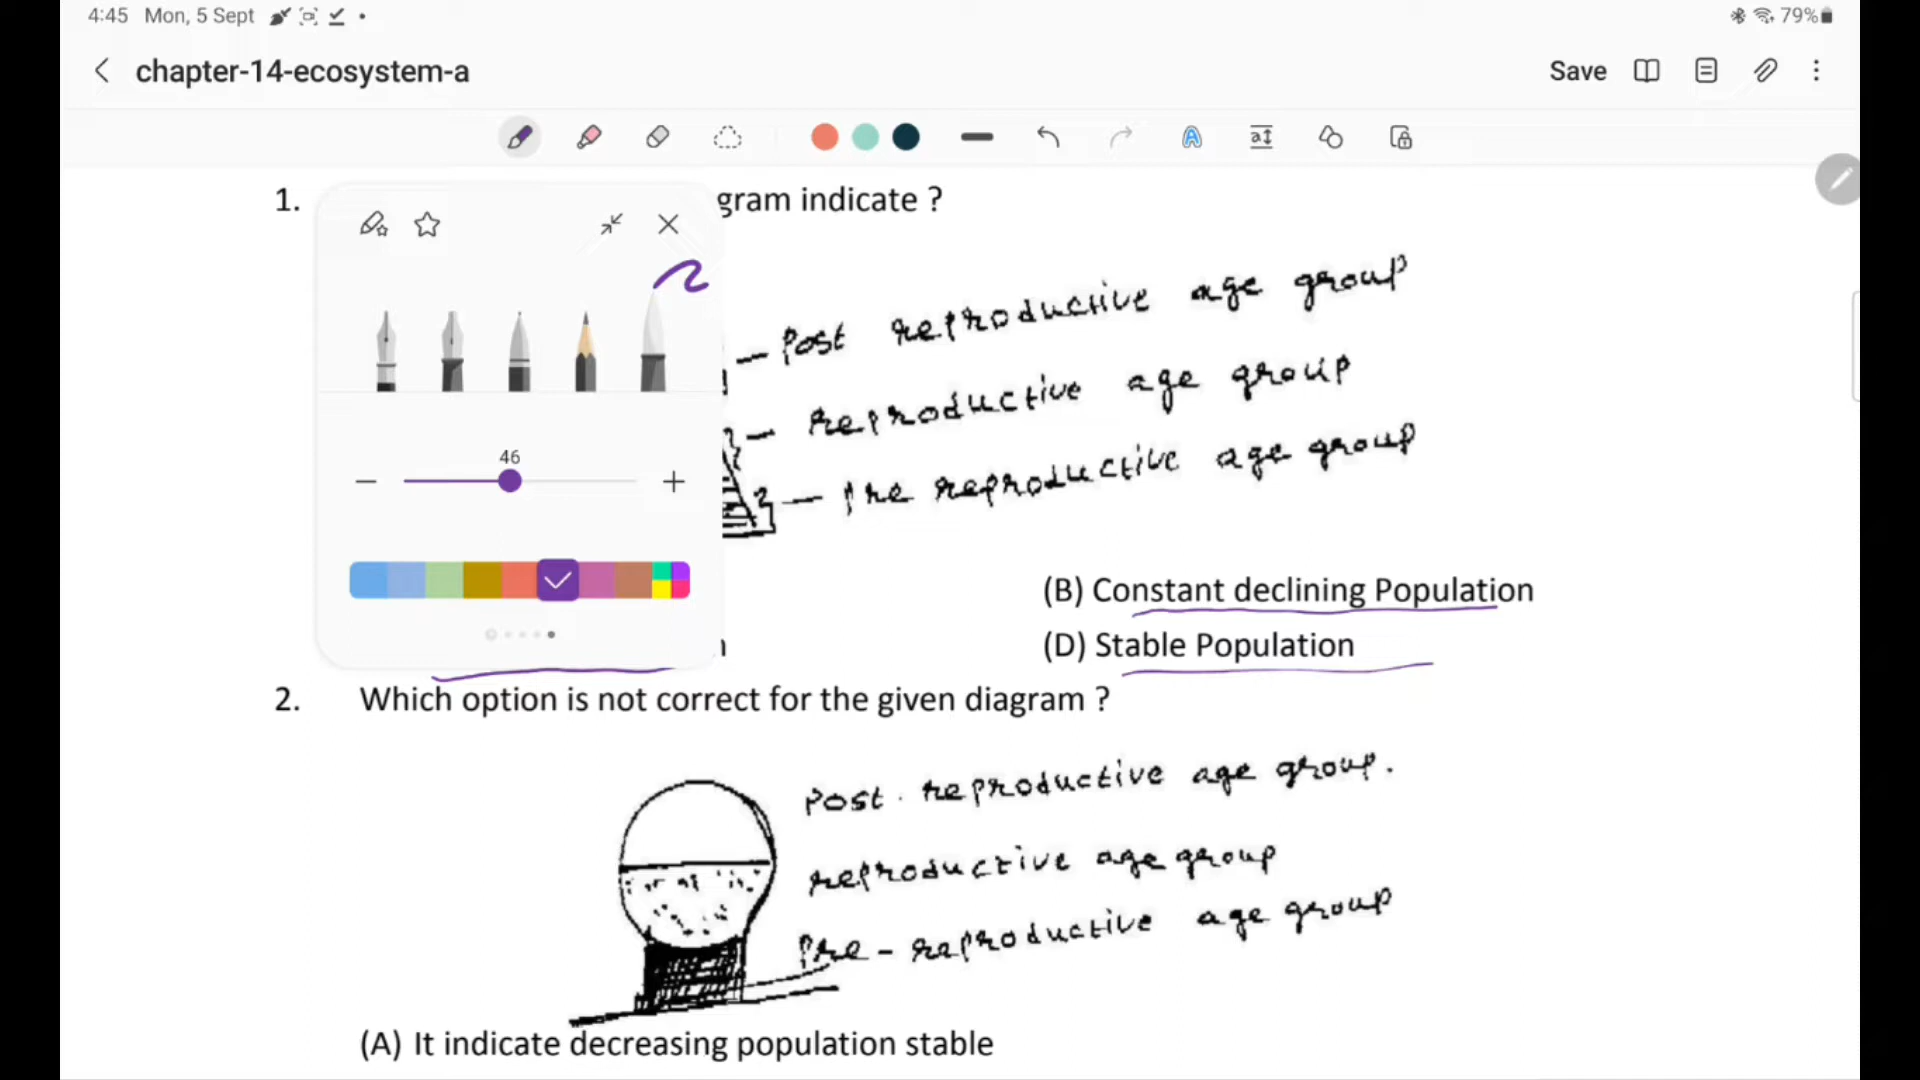 4:45 Mon, 5 Sept 79%
chapter-14-ecosystem-a
Save
1. gram indicate ?
Post reproductive age group
reproductive age group
46
Pre reproductive age group
(B) Constant declining Population
(D) Stable Population
2. Which option is not correct for the given diagram ?
Post. reproductive age group.
reproductive age group
Pre - reproductive age group
(A) It indicate decreasing population stable